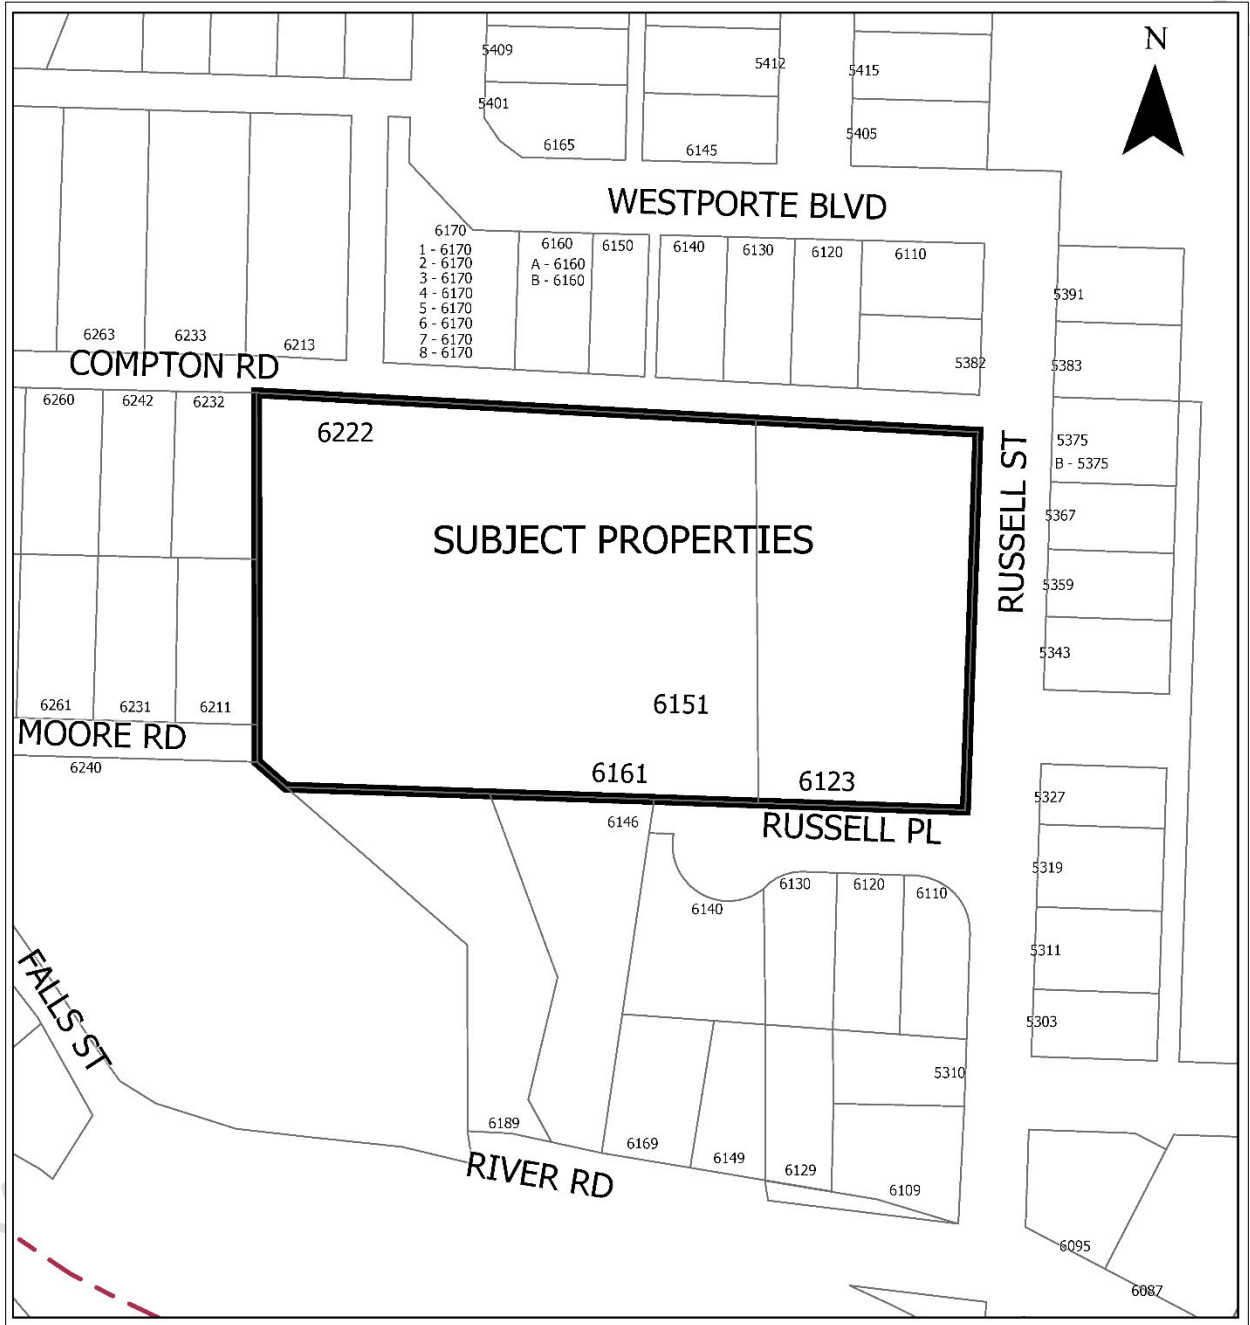 N
5409
5412
5415
5401
5405
6165
6145
WESTPORTE BLVD
6170
1 - 6170
2 - 6170
3 - 6170
4 - 6170
5 - 6170
6 - 6170
7 - 6170
8 - 6170
6160
A - 6160
B - 6160
6150
6140
6130
6120
6110
5391
6263
6233
6213
5382
5383
COMPTON RD
6260
6242
6232
6222
5375
B - 5375
RUSSELL ST
SUBJECT PROPERTIES
5367
5359
5343
6261
6231
6211
6151
MOORE RD
6240
6161
6123
5327
6146
RUSSELL PL
5319
6130
6120
6110
6140
5311
FALLS ST
5303
5310
6189
6169
6149
6129
6109
RIVER RD
6095
6087